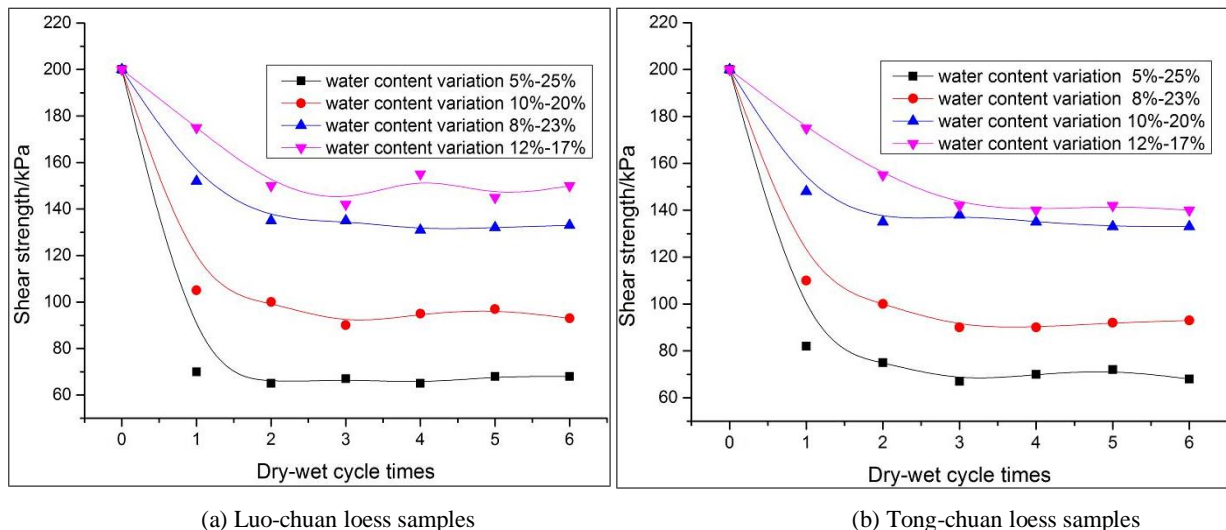 220
200
180
160
140
120
100
80
60
Shear strength/kPa
water content variation 5%-25%
water content variation 10%-20%
water content variation 8%-23%
water content variation 12%-17%
0 1 2 3 4 5 6
Dry-wet cycle times
(a) Luo-chuan loess samples
220
200
180
160
140
120
100
80
60
Shear strength/kPa
water content variation 5%-25%
water content variation 8%-23%
water content variation 10%-20%
water content variation 12%-17%
0 1 2 3 4 5 6
Dry-wet cycle times
(b) Tong-chuan loess samples